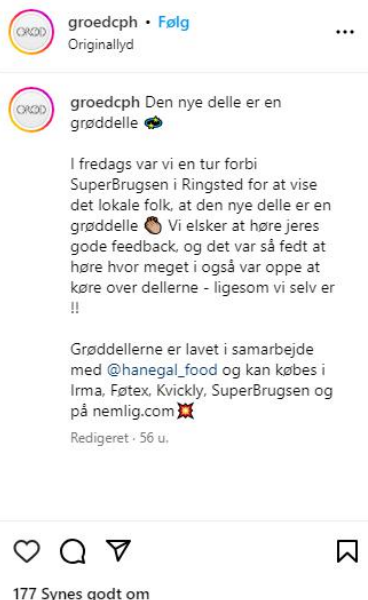 groedcph • Følg
Originallyd
GRØD
GRØD
groedcph Den nye delle er en
grøddelle
I fredags var vi en tur forbi
SuperBrugsen i Ringsted for at vise
det lokale folk, at den nye delle er en
grøddelle Vi elsker at høre jeres
gode feedback, og det var så fedt at
høre hvor meget i også var oppe at
køre over dellerne - ligesom vi selv er
!!
Grøddellerne er lavet i samarbejde
med @hanegal_food og kan købes i
Irma, Føtex, Kvickly, SuperBrugsen og
på nemlig.com💥
Redigeret · 56 u.
177 Synes godt om